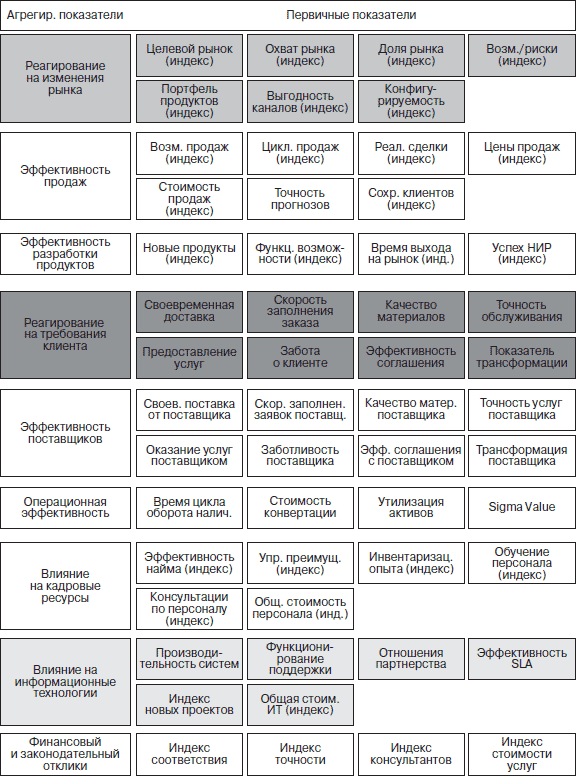 Агрегир. показатели
Первичные показатели
Реагирование
на изменения
рынка
Целевой рынок
(индекс)
Охват рынка
(индекс)
Доля рынка
(индекс)
Возм./риски
(индекс)
Портфель
продуктов
(индекс)
Выгодность
каналов (индекс)
Конфигу-
рируемость
(индекс)
Эффективность
продаж
Возм. продаж
(индекс)
Цикл. продаж
(индекс)
Реал. сделки
(индекс)
Цены продаж
(индекс)
Стоимость
продаж
(индекс)
Точность
прогнозов
Сохр. клиентов
(индекс)
Эффективность
разработки
продуктов
Новые продукты
(индекс)
Функц. возмож-
ности (индекс)
Время выхода
на рынок (инд.)
Успех НИР
(индекс)
Реагирование
на требования
клиента
Своевременная
доставка
Скорость
заполнения
заказа
Качество
материалов
Точность
обслуживания
Предоставление
услуг
Забота
о клиенте
Эффективность
соглашения
Показатель
трансформации
Эффективность
поставщиков
Своев. поставка
от поставщика
Скор. заполнен.
заявок поставщ.
Качество матер.
поставщика
Точность услуг
поставщика
Оказание услуг
поставщиком
Заботливость
поставщика
Эфф. соглашения
с поставщиком
Трансформация
поставщика
Операционная
эффективность
Время цикла
оборота налич.
Стоимость
конвертации
Утилизация
активов
Sigma Value
Влияние
на кадровые
ресурсы
Эффективность
найма (индекс)
Упр. преимущ.
(индекс)
Инвентаризац.
опыта (индекс)
Обучение
персонала
(индекс)
Консультации
по персоналу
(индекс)
Общ. стоимость
персонала (инд.)
Влияние на
информационные
технологии
Производи-
тельность систем
Функциони-
рование
поддержки
Отношения
партнерства
Эффективность
SLA
Индекс
новых проектов
Общая стоим.
ИТ (индекс)
Финансовый
и законодательный
отклики
Индекс
соответствия
Индекс
точности
Индекс
консультантов
Индекс
стоимости
услуг